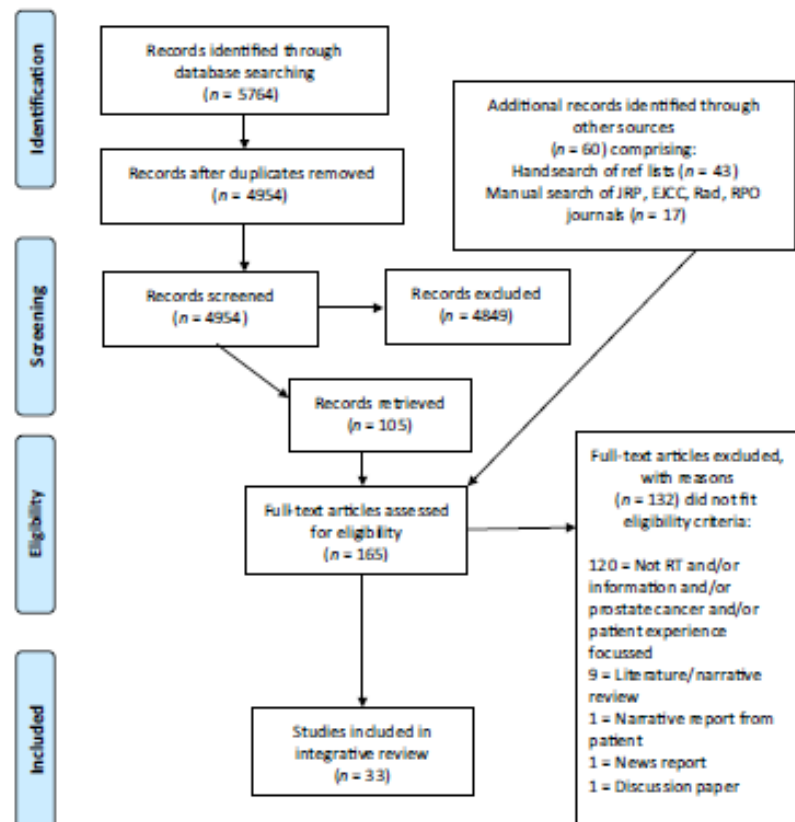 Identification
Records identified through
database searching
(n = 5764)
Additional records identified through
other sources
(n = 60) comprising:
Handsearch of ref lists (n = 43)
Manual search of JRP, EJCC, Rad, RPO
journals (n = 17)
Records after duplicates removed
(n = 4954)
Screening
Records screened
(n = 4954)
Records excluded
(n = 4849)
Records retrieved
(n = 105)
Eligibility
Full-text articles assessed
for eligibility
(n = 165)
Full-text articles excluded,
with reasons
(n = 132) did not fit
eligibility criteria:
120 = Not RT and/or
information and/or
prostate cancer and/or
patient experience
focussed
9 = Literature/narrative
review
1 = Narrative report from
patient
1 = News report
1 = Discussion paper
Included
Studies included in
integrative review
(n = 33)